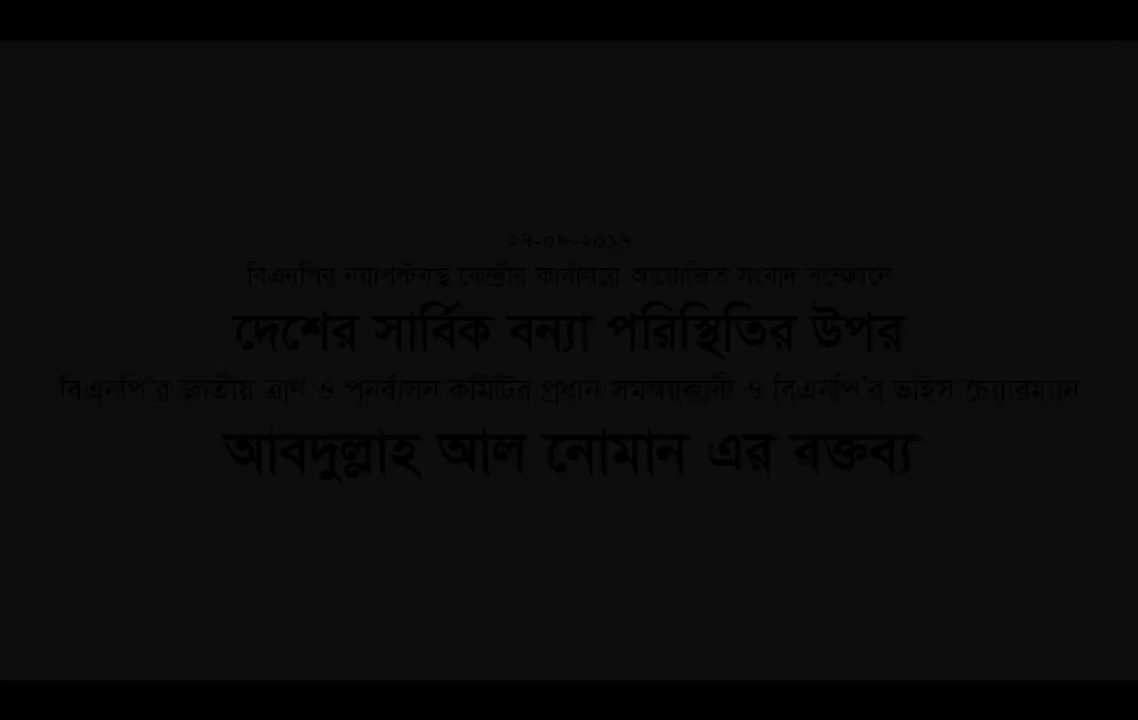 ২৭-০৮-২০১৭
বিএনপির নয়াপল্টনস্থ কেন্দ্রীয় কার্যালয়ে আয়োজিত সংবাদ সম্মেলনে
দেশের সার্বিক বন্যা পরিস্থিতির উপর
বিএনপি'র জাতীয় ত্রাণ ও পূনর্বাসন কমিটির প্রধান সমন্বয়কারী ও বিএনপি'র ভাইস চেয়ারম্যান
আবদুল্লাহ আল নোমান এর বক্তব্য